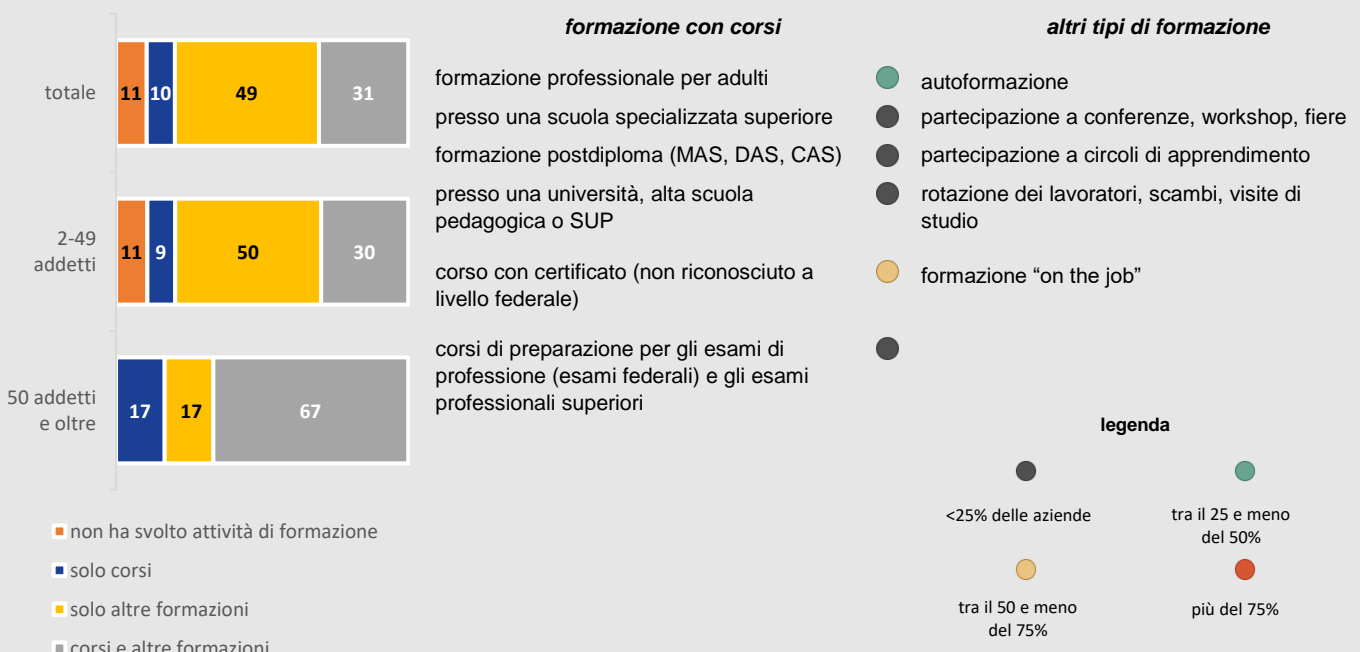 totale
11 10 49 31
2-49
addetti
11 9 50 30
50 addetti
e oltre
17 17 67
non ha svolto attività di formazione
solo corsi
solo altre formazioni
corsi e altre formazioni
formazione con corsi
formazione professionale per adulti
presso una scuola specializzata superiore
formazione postdiploma (MAS, DAS, CAS)
presso una università, alta scuola
pedagogica o SUP
corso con certificato (non riconosciuto a
livello federale)
corsi di preparazione per gli esami di
professione (esami federali) e gli esami
professionali superiori
altri tipi di formazione
autoformazione
partecipazione a conferenze, workshop, fiere
partecipazione a circoli di apprendimento
rotazione dei lavoratori, scambi, visite di
studio
formazione “on the job”
legenda
<25% delle aziende
tra il 25 e meno
del 50%
tra il 50 e meno
del 75%
più del 75%